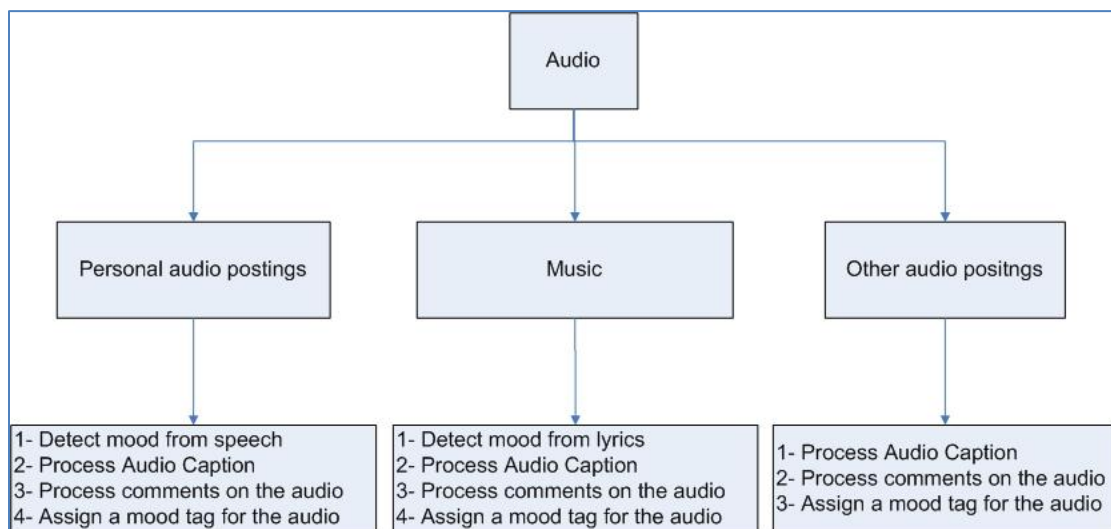 Audio
Personal audio postings
Music
Other audio positngs
1- Detect mood from speech
2- Process Audio Caption
3- Process comments on the audio
4- Assign a mood tag for the audio
1- Detect mood from lyrics
2- Process Audio Caption
3- Process comments on the audio
4- Assign a mood tag for the audio
1- Process Audio Caption
2- Process comments on the audio
3- Assign a mood tag for the audio